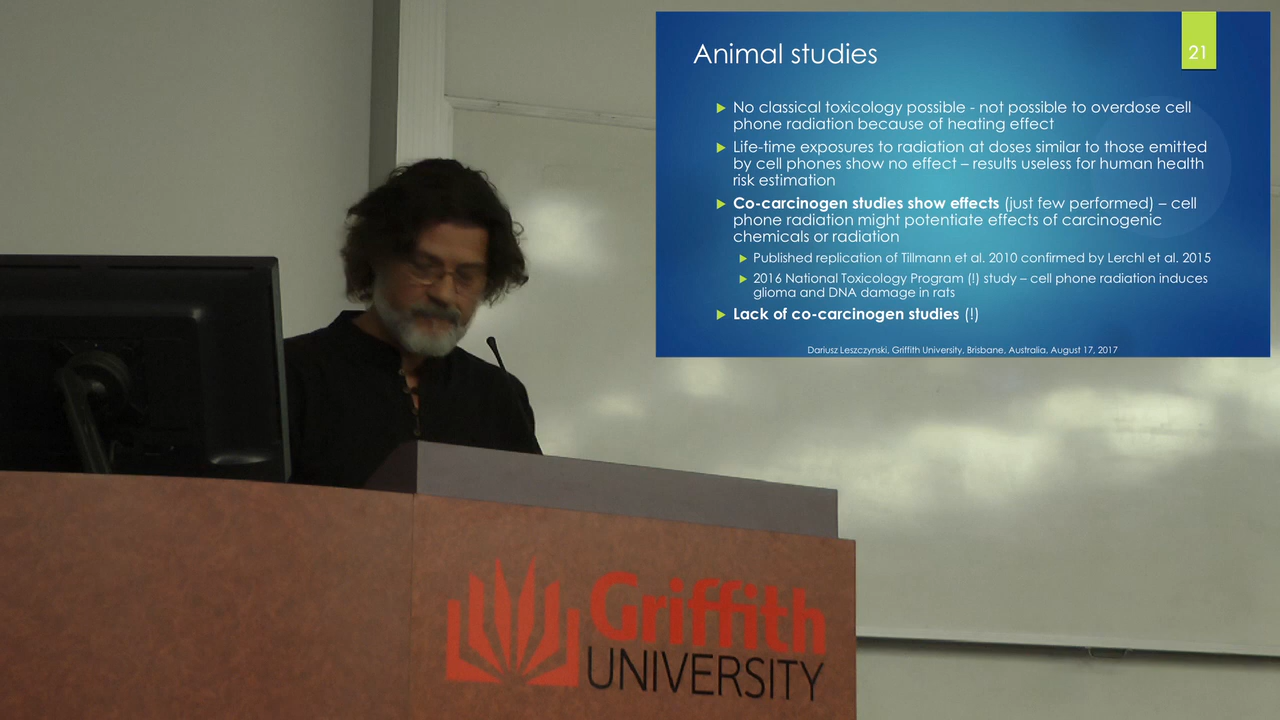 Animal studies
21
No classical toxicology possible - not possible to overdose cell
phone radiation because of heating effect
Life-time exposures to radiation at doses similar to those emitted
by cell phones show no effect – results useless for human health
risk estimation
Co-carcinogen studies show effects (just few performed) – cell
phone radiation might potentiate effects of carcinogenic
chemicals or radiation
Published replication of Tillmann et al. 2010 confirmed by Lerchl et al. 2015
2016 National Toxicology Program (!) study – cell phone radiation induces
glioma and DNA damage in rats
Lack of co-carcinogen studies (!)
Dariusz Leszczynski, Griffith University, Brisbane, Australia, August 17, 2017
Griffith
UNIVERSITY